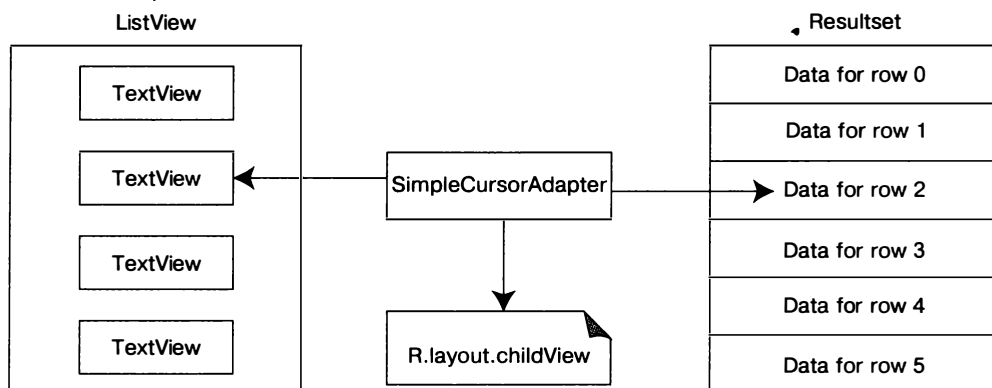 ListView
TextView
TextView
TextView
TextView
SimpleCursorAdapter
R.layout.childView
Resultset
Data for row 0
Data for row 1
Data for row 2
Data for row 3
Data for row 4
Data for row 5